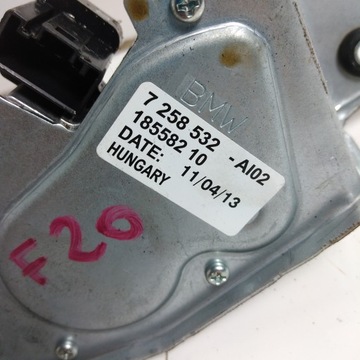 BMW
7 258 532 -AI02
185582 10
DATE: 11/04/13
HUNGARY
F20